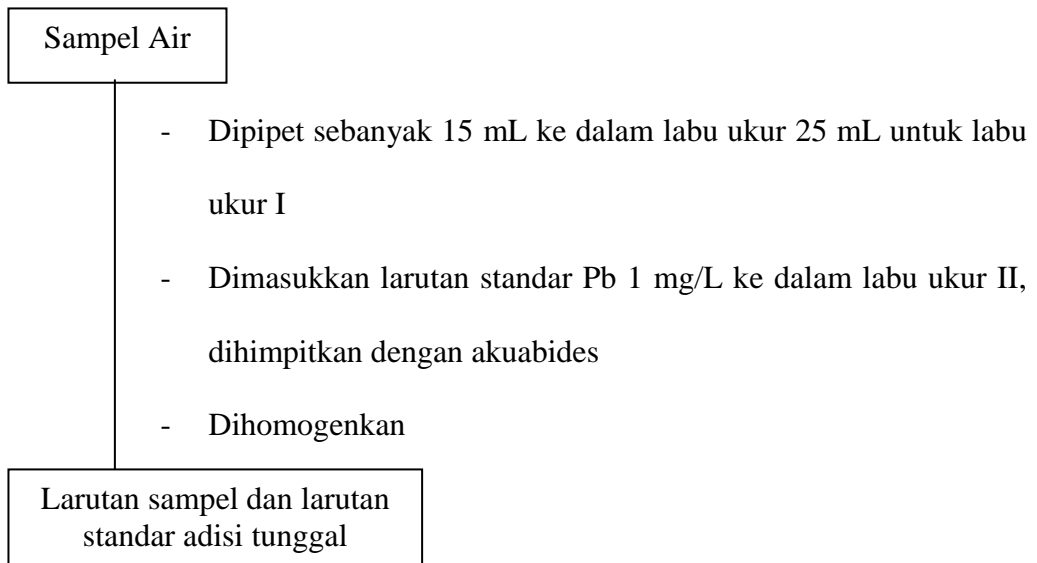 Sampel Air
- Dipipet sebanyak 15 mL ke dalam labu ukur 25 mL untuk labu
ukur I
- Dimasukkan larutan standar Pb 1 mg/L ke dalam labu ukur II,
dihimpitkan dengan akuabides
- Dihomogenkan
Larutan sampel dan larutan
standar adisi tunggal